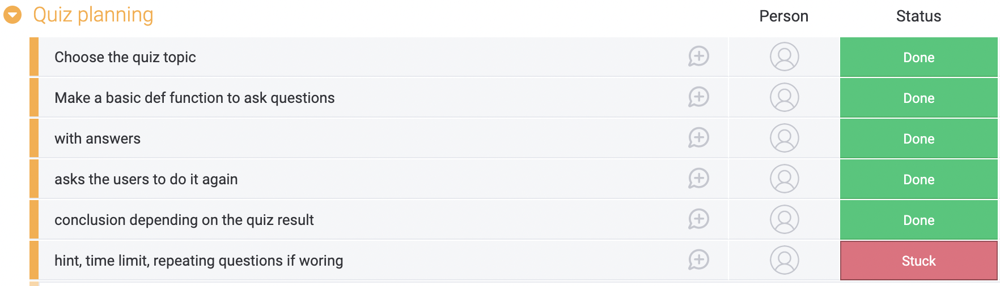 Quiz planning Person Status
Choose the quiz topic Done
Make a basic def function to ask questions Done
with answers Done
asks the users to do it again Done
conclusion depending on the quiz result Done
hint, time limit, repeating questions if woring Stuck